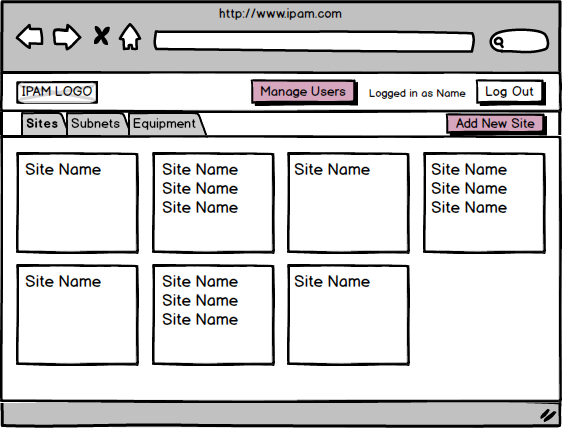 http://www.ipam.com
IPAM LOGO
Manage Users
Logged in as Name
Log Out
Sites
Subnets
Equipment
Add New Site
Site Name
Site Name
Site Name
Site Name
Site Name
Site Name
Site Name
Site Name
Site Name
Site Name
Site Name
Site Name
Site Name